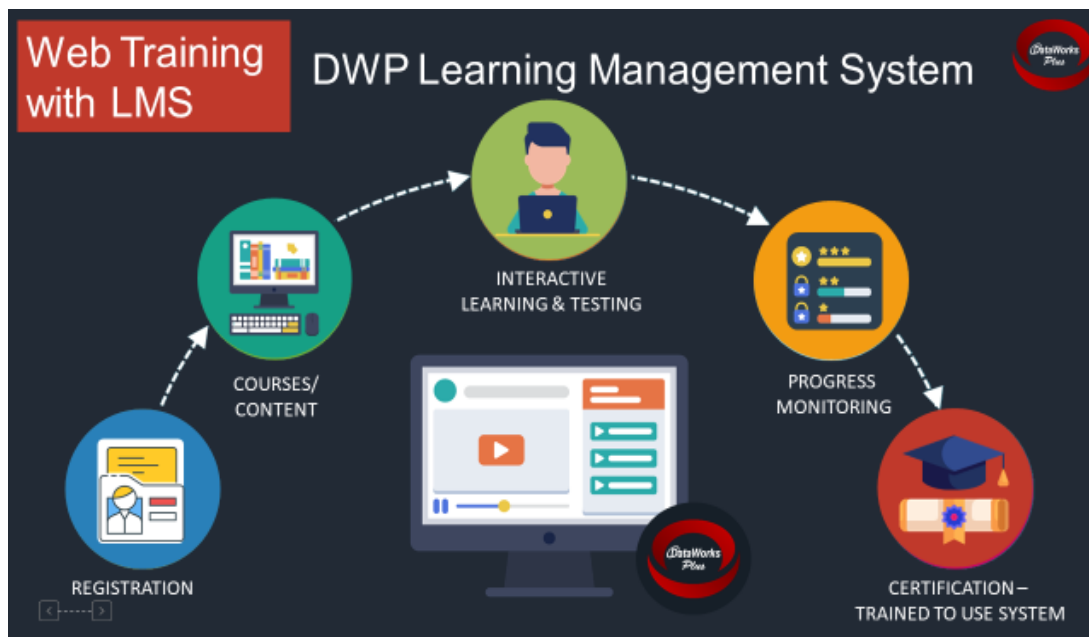 Web Training
with LMS
DWP Learning Management System
DataWorks
Plus
INTERACTIVE
LEARNING & TESTING
COURSES/
CONTENT
PROGRESS
MONITORING
DataWorks
Plus
REGISTRATION
CERTIFICATION –
TRAINED TO USE SYSTEM